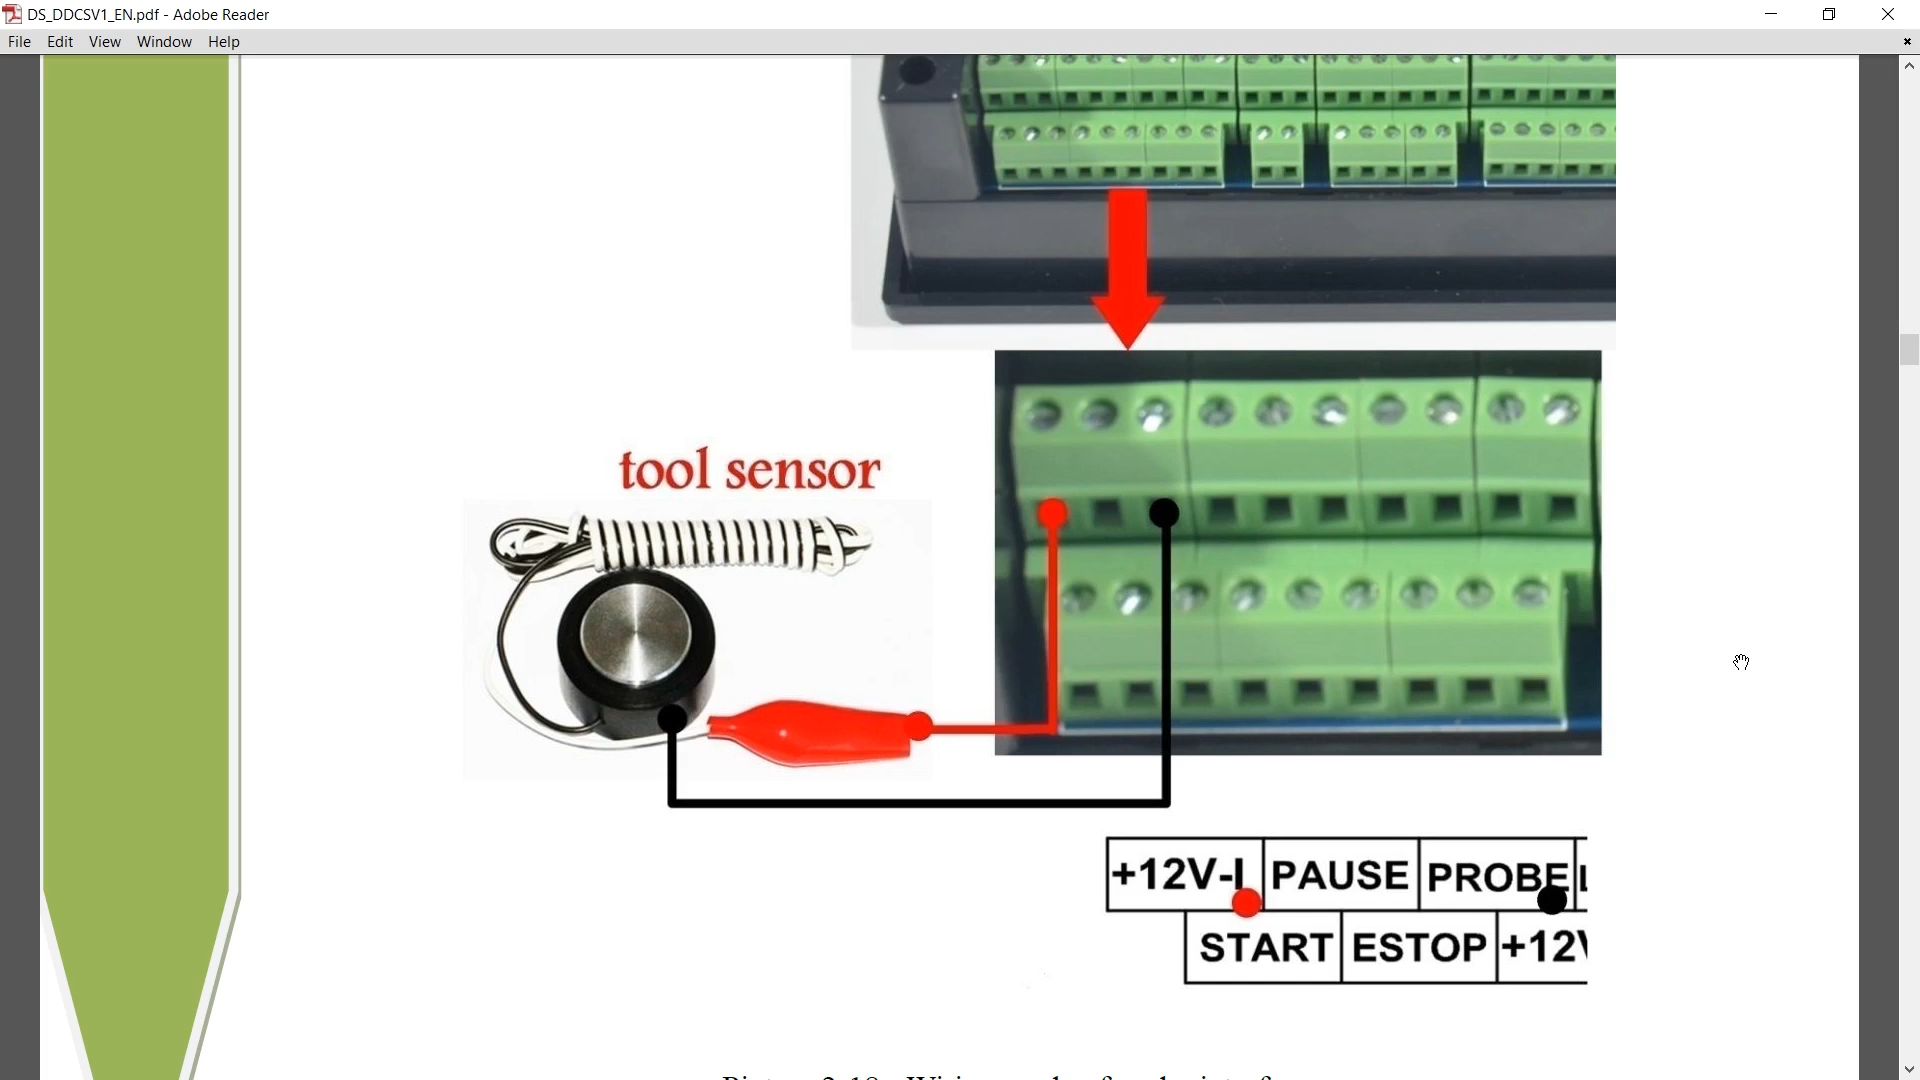 DS_DDCSV1_EN.pdf - Adobe Reader
File Edit View Window Help
tool sensor
+12V-I PAUSE PROBE
START ESTOP +12V